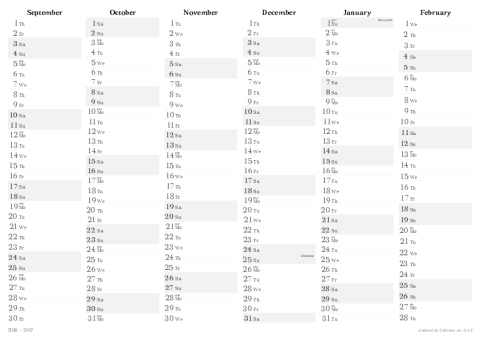 September
1 Th
2 Fr
3 Sa
4 Su
5 Mo
6 Tu
7 We
8 Th
9 Fr
10 Sa
11 Su
12 Mo
13 Tu
14 We
15 Th
16 Fr
17 Sa
18 Su
19 Mo
20 Tu
21 We
22 Th
23 Fr
24 Sa
25 Su
26 Mo
27 Tu
28 We
29 Th
30 Fr
October
1 Sa
2 Su
3 Mo
4 Tu
5 We
6 Th
7 Fr
8 Sa
9 Su
10 Mo
11 Tu
12 We
13 Th
14 Fr
15 Sa
16 Su
17 Mo
18 Tu
19 We
20 Th
21 Fr
22 Sa
23 Su
24 Mo
25 Tu
26 We
27 Th
28 Fr
29 Sa
30 Su
31 Mo
November
1 Tu
2 We
3 Th
4 Fr
5 Sa
6 Su
7 Mo
8 Tu
9 We
10 Th
11 Fr
12 Sa
13 Su
14 Mo
15 Tu
16 We
17 Th
18 Fr
19 Sa
20 Su
21 Mo
22 Tu
23 We
24 Th
25 Fr
26 Sa
27 Su
28 Mo
29 Tu
30 We
December
1 Th
2 Fr
3 Sa
4 Su
5 Mo
6 Tu
7 We
8 Th
9 Fr
10 Sa
11 Su
12 Mo
13 Tu
14 We
15 Th
16 Fr
17 Sa
18 Su
19 Mo
20 Tu
21 We
22 Th
23 Fr
24 Sa
25 Su
26 Mo
27 Tu
28 We
29 Th
30 Fr
31 Sa
January
1 Su
2 Mo
3 Tu
4 We
5 Th
6 Fr
7 Sa
8 Su
9 Mo
10 Tu
11 We
12 Th
13 Fr
14 Sa
15 Su
16 Mo
17 Tu
18 We
19 Th
20 Fr
21 Sa
22 Su
23 Mo
24 Tu
25 We
26 Th
27 Fr
28 Sa
29 Su
30 Mo
31 Tu
February
1 We
2 Th
3 Fr
4 Sa
5 Su
6 Mo
7 Tu
8 We
9 Th
10 Fr
11 Sa
12 Su
13 Mo
14 Tu
15 We
16 Th
17 Fr
18 Sa
19 Su
20 Mo
21 Tu
22 We
23 Th
24 Fr
25 Sa
26 Su
27 Mo
28 Tu
2016 – 2017